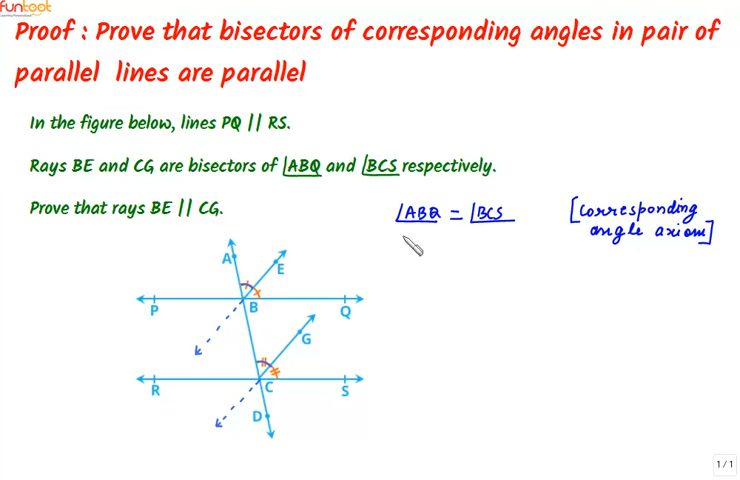 funtoot
Learning Personalized
Proof : Prove that bisectors of corresponding angles in pair of
parallel lines are parallel
In the figure below, lines PQ || RS.
Rays BE and CG are bisectors of ∠ABQ and ∠BCS respectively.
Prove that rays BE || CG.
∠ABQ = ∠BCS [corresponding
angle axiom]
A
E
P
B
Q
G
R
C
S
D
1 / 1